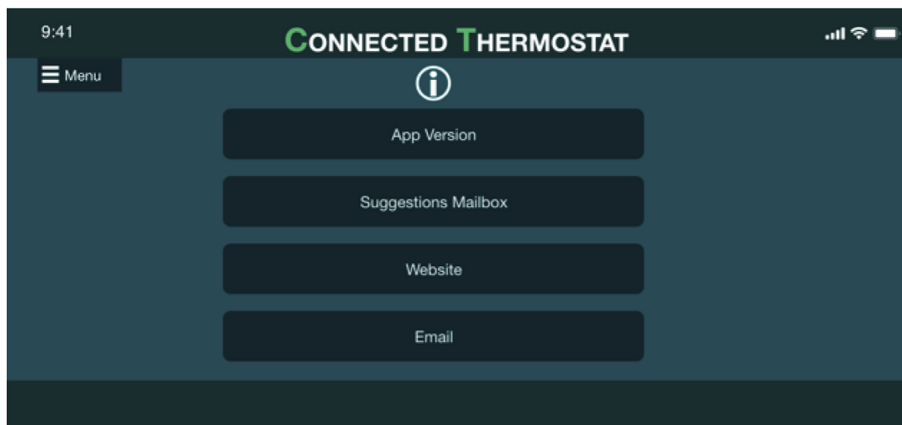 9:41
CONNECTED THERMOSTAT
Menu
i
App Version
Suggestions Mailbox
Website
Email